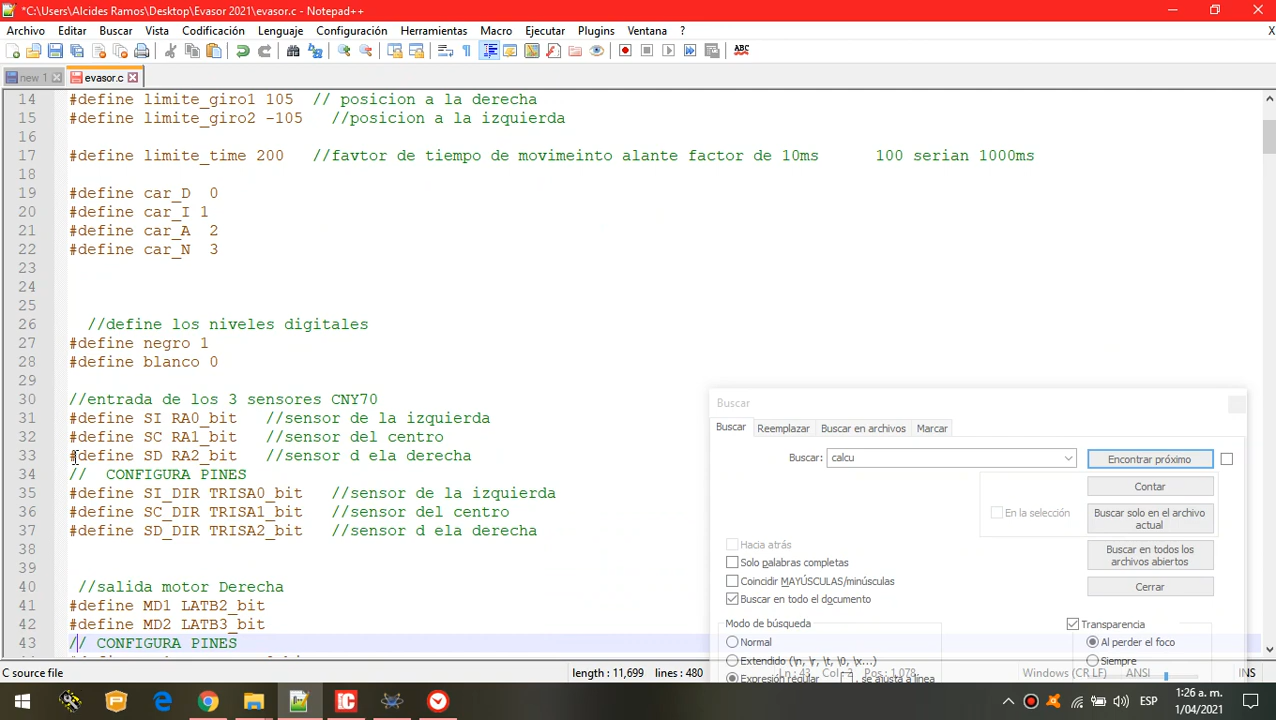 *C:\Users\Alcides Ramos\Desktop\Evasor 2021\evasor.c - Notepad++
Archivo Editar Buscar Vista Codificación Lenguaje Configuración Herramientas Macro Ejecutar Plugins Ventana ? X
new 1 evasor.c
14 #define limite_giro1 105 // posicion a la derecha
15 #define limite_giro2 -105 //posicion a la izquierda
16
17 #define limite_time 200 //favtor de tiempo de movimeinto alante factor de 10ms 100 serian 1000ms
18
19 #define car_D 0
20 #define car_I 1
21 #define car_A 2
22 #define car_N 3
23
24
25
26 //define los niveles digitales
27 #define negro 1
28 #define blanco 0
29
30 //entrada de los 3 sensores CNY70
31 #define SI RA0_bit //sensor de la izquierda
32 #define SC RA1_bit //sensor del centro
33 #define SD RA2_bit //sensor d ela derecha
34 // CONFIGURA PINES
35 #define SI_DIR TRISA0_bit //sensor de la izquierda
36 #define SC_DIR TRISA1_bit //sensor del centro
37 #define SD_DIR TRISA2_bit //sensor d ela derecha
38
39
40 //salida motor Derecha
41 #define MD1 LATB2_bit
42 #define MD2 LATB3_bit
43 // CONFIGURA PINES
Buscar
Buscar Reemplazar Buscar en archivos Marcar
Buscar: calcu Encontrar próximo
Contar
En la selección
Buscar solo en el archivo actual
Hacia atrás
Buscar en todos los archivos abiertos
Solo palabras completas
Coincidir MAYÚSCULAS/minúsculas
Cerrar
Buscar en todo el documento
Modo de búsqueda
Transparencia
Normal
Al perder el foco
Extendido (\n, \r, \t, \0, \x...)
Siempre
Expresión regular . se ajusta a línea
C source file length : 11,699 lines : 480 Ln : 43 Col : 2 Pos : 1,078 Windows (CR LF) ANSI INS
ESP
1:26 a. m.
1/04/2021